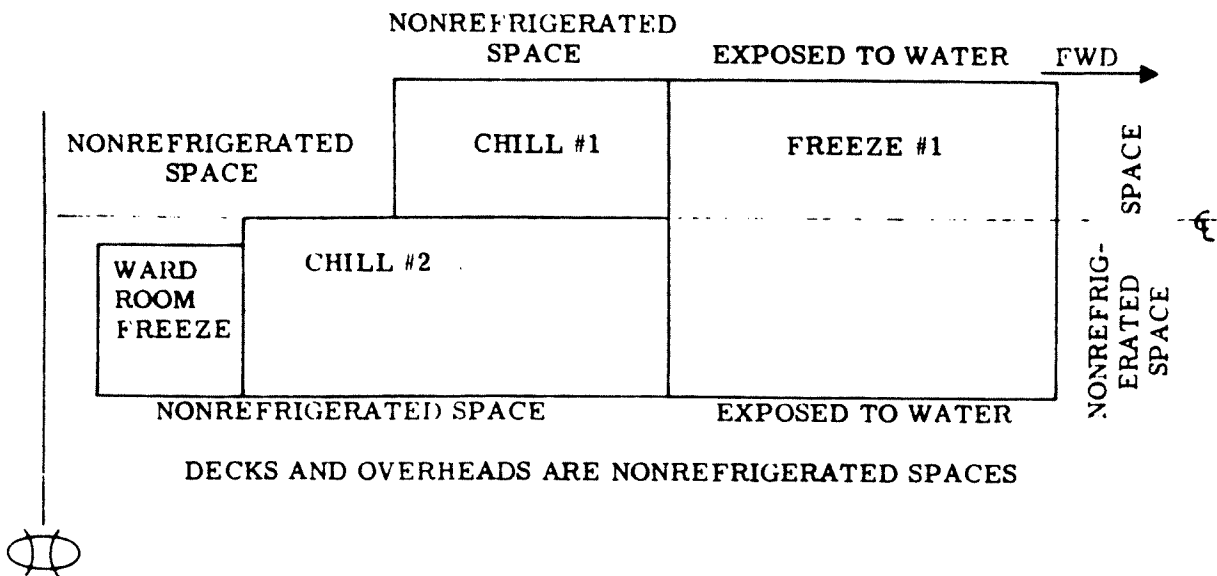 NONREFRIGERATED
SPACE
EXPOSED TO WATER
FWD
NONREFRIGERATED
SPACE
CHILL #1
FREEZE #1
SPACE
℄
WARD
ROOM
FREEZE
CHILL #2
NONREFRIG-
ERATED
SPACE
NONREFRIGERATED SPACE
EXPOSED TO WATER
DECKS AND OVERHEADS ARE NONREFRIGERATED SPACES